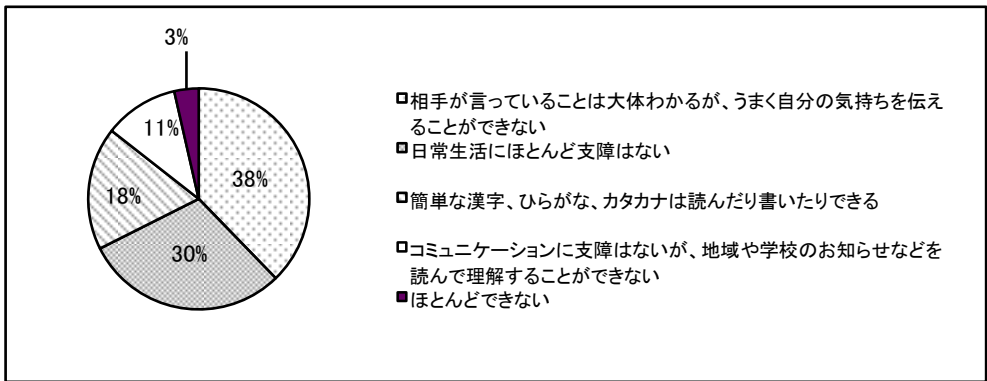 3%
11%
38%
18%
30%
相手が言っていることは大体わかるが、うまく自分の気持ちを伝え
ることができない
日常生活にほとんど支障はない
簡単な漢字、ひらがな、カタカナは読んだり書いたりできる
コミュニケーションに支障はないが、地域や学校のお知らせなどを
読んで理解することができない
ほとんどできない